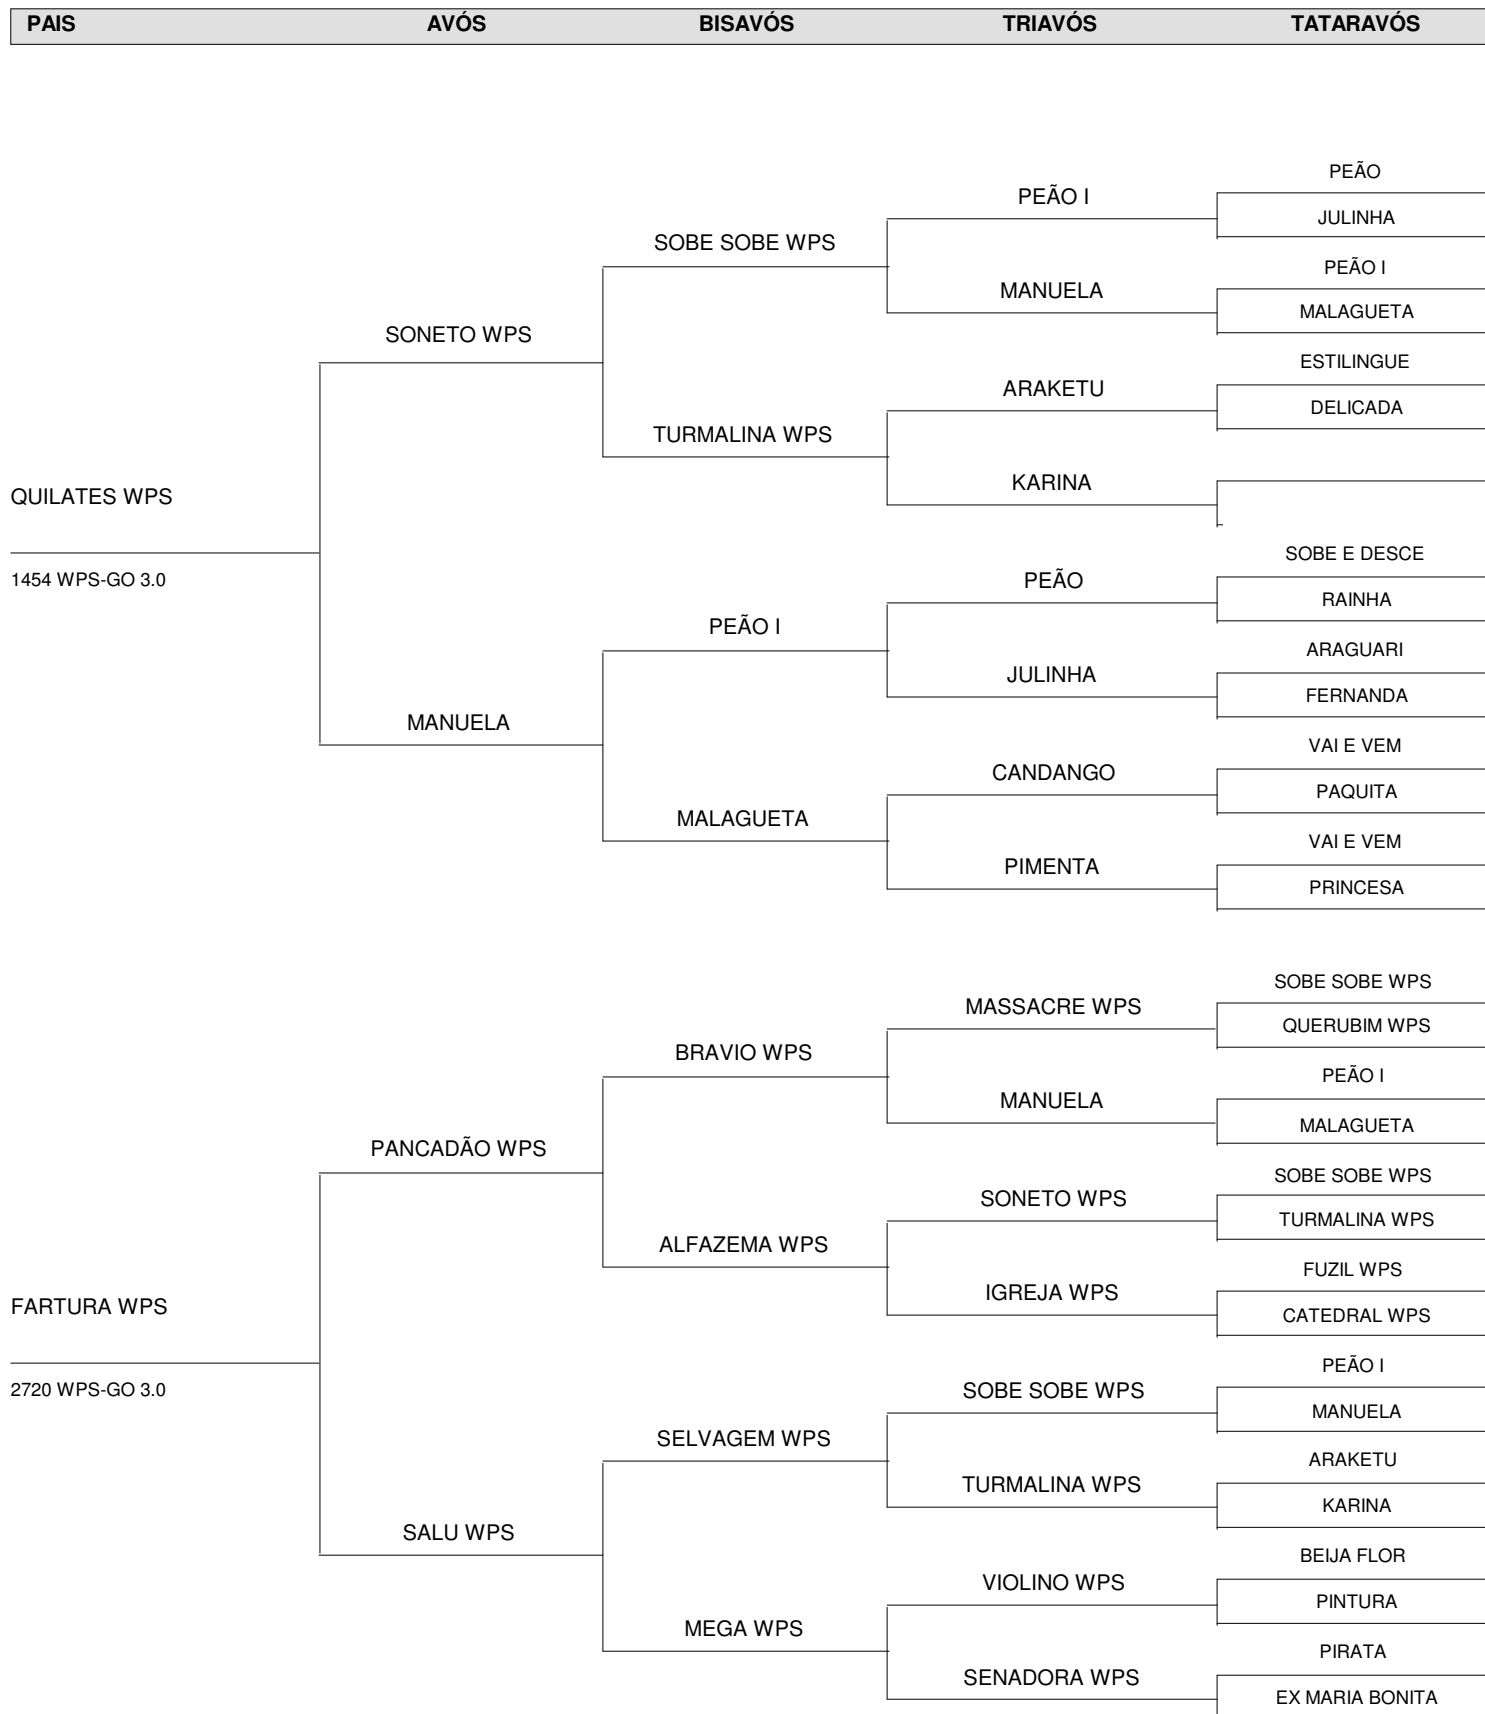 PAIS AVÓS BISAVÓS TRIAVÓS TATARAVÓS
PEÃO
PEÃO I
JULINHA
SOBE SOBE WPS
PEÃO I
MANUELA
MALAGUETA
SONETO WPS
ESTILINGUE
ARAKETU
DELICADA
TURMALINA WPS
KARINA
QUILATES WPS
SOBE E DESCE
1454 WPS-GO 3.0
PEÃO
RAINHA
PEÃO I
ARAGUARI
JULINHA
FERNANDA
MANUELA
VAI E VEM
CANDANGO
PAQUITA
MALAGUETA
VAI E VEM
PIMENTA
PRINCESA
SOBE SOBE WPS
MASSACRE WPS
QUERUBIM WPS
BRAVIO WPS
PEÃO I
MANUELA
MALAGUETA
PANCADÃO WPS
SOBE SOBE WPS
SONETO WPS
TURMALINA WPS
ALFAZEMA WPS
FUZIL WPS
IGREJA WPS
FARTURA WPS
CATEDRAL WPS
PEÃO I
2720 WPS-GO 3.0
SOBE SOBE WPS
MANUELA
SELVAGEM WPS
ARAKETU
TURMALINA WPS
KARINA
SALU WPS
BEIJA FLOR
VIOLINO WPS
PINTURA
MEGA WPS
PIRATA
SENADORA WPS
EX MARIA BONITA